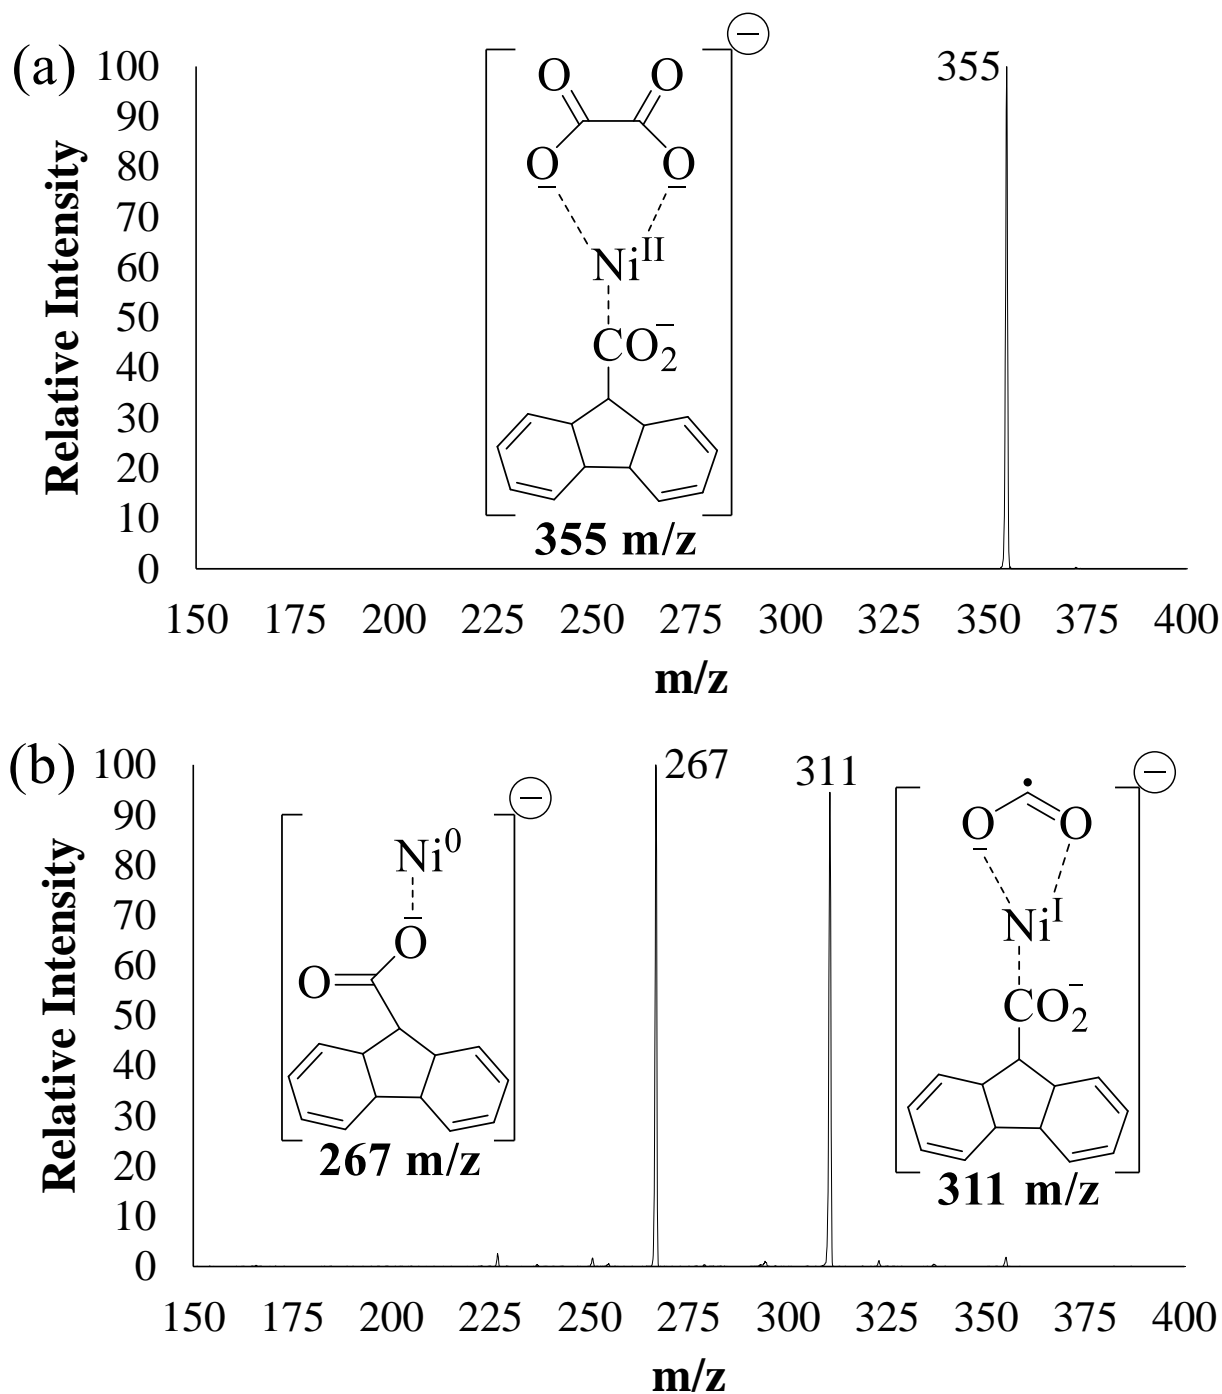 (a)
Relative Intensity
100
90
80
70
60
50
40
30
20
10
0
355
O O
O⁻ O⁻
Ni^II
CO₂⁻
⊖
355 m/z
150 175 200 225 250 275 300 325 350 375 400
m/z
(b)
Relative Intensity
100
90
80
70
60
50
40
30
20
10
0
267
311
⊖
Ni^0
O⁻
O
267 m/z
⊖
O⁻ O
Ni^I
CO₂⁻
311 m/z
150 175 200 225 250 275 300 325 350 375 400
m/z